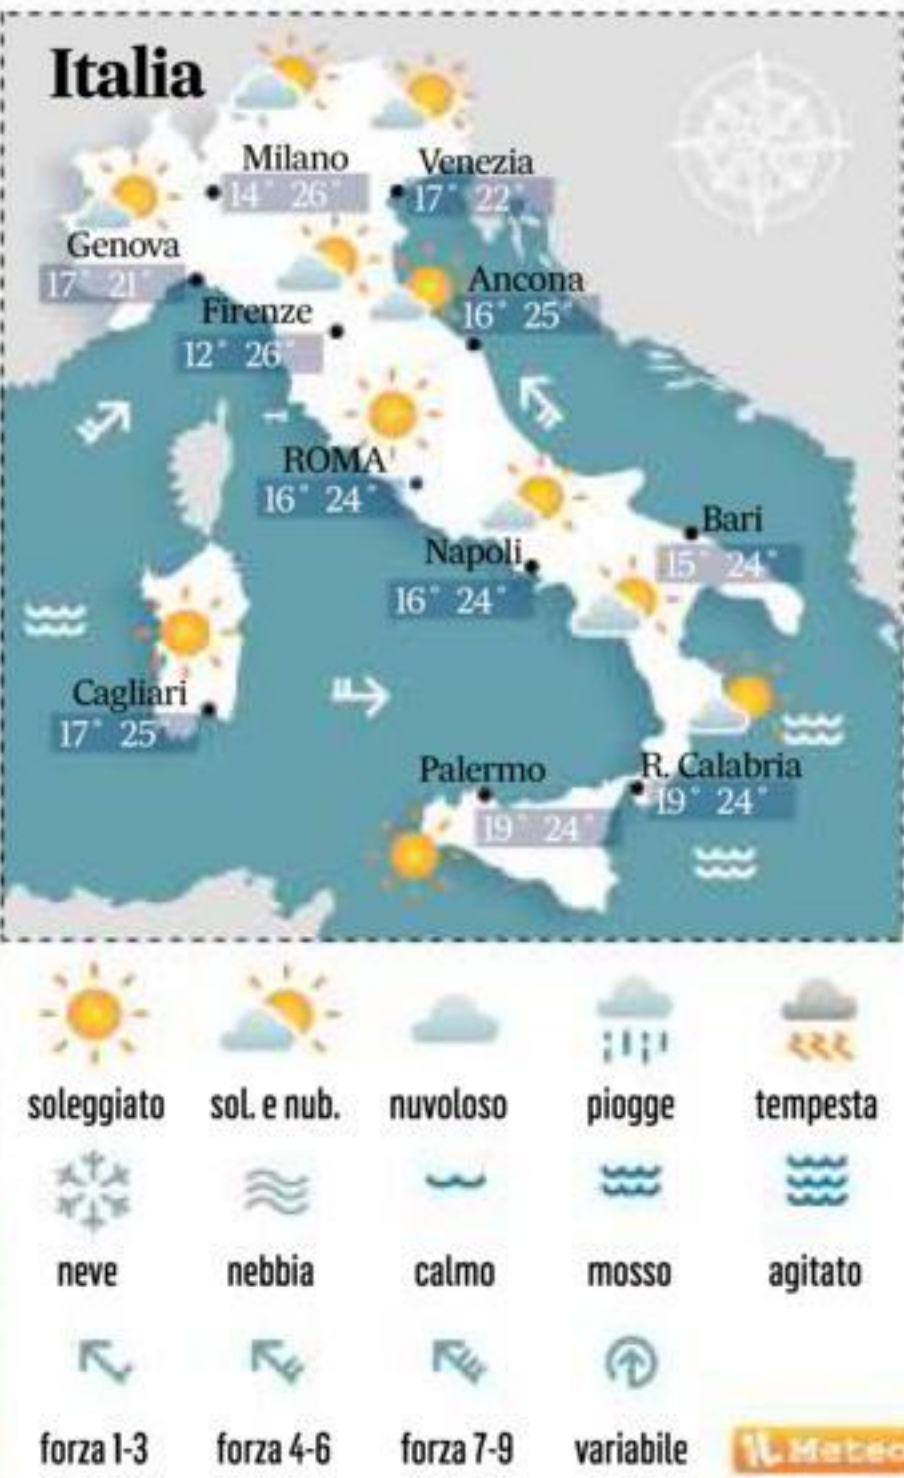 Italia
Milano
14° 26°
Venezia
17° 22°
Genova
17° 21°
Firenze
12° 26°
Ancona
16° 25°
ROMA
16° 24°
Napoli
16° 24°
Bari
15° 24°
Cagliari
17° 25°
Palermo
19° 24°
R. Calabria
19° 24°
soleggiato sol. e nub. nuvoloso piogge tempesta
neve nebbia calmo mosso agitato
forza 1-3 forza 4-6 forza 7-9 variabile
iL Meteo